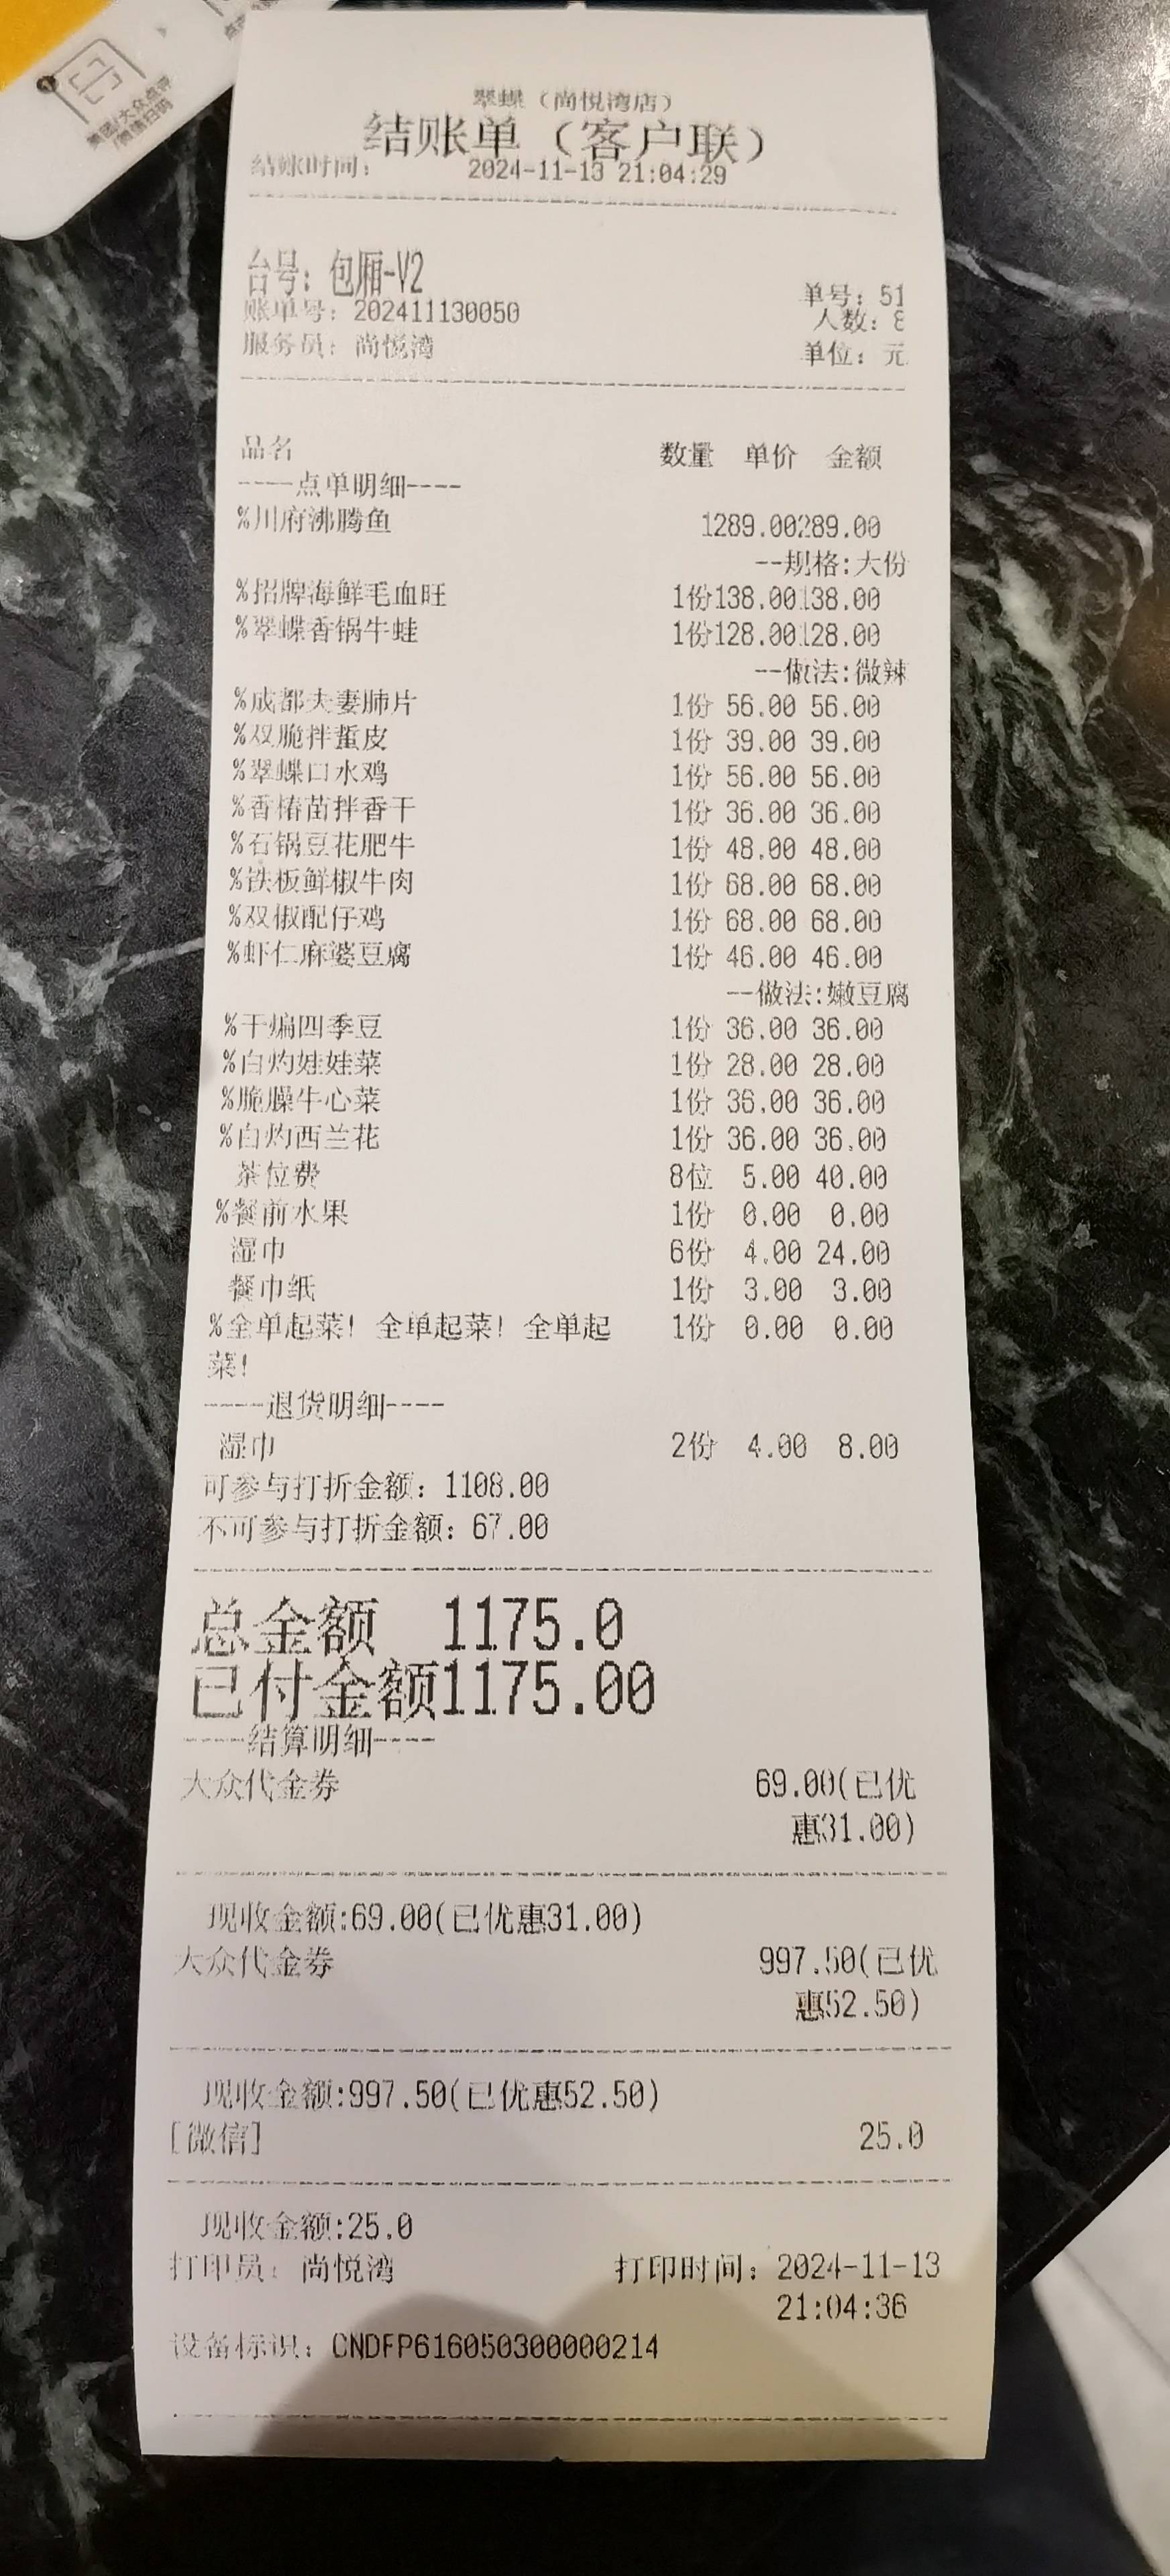 美团/大众点评
/微信扫码
翠蝶（尚悦湾店）
结账单（客户联）
结账时间： 2024-11-13 21:04:29
台号：包厢-V2
单号：51
账单号：202411130050
人数：8
服务员：尚悦湾
单位：元
品名 数量 单价 金额
----点单明细----
%川府沸腾鱼 1289.00289.00
--规格:大份
%招牌海鲜毛血旺 1份138.00138.00
%翠蝶香锅牛蛙 1份128.00128.00
--做法:微辣
%成都夫妻肺片 1份 56.00 56.00
%双脆拌蜇皮 1份 39.00 39.00
%翠蝶口水鸡 1份 56.00 56.00
%香椿苗拌香干 1份 36.00 36.00
%石锅豆花肥牛 1份 48.00 48.00
%铁板鲜椒牛肉 1份 68.00 68.00
%双椒配仔鸡 1份 68.00 68.00
%虾仁麻婆豆腐 1份 46.00 46.00
--做法:嫩豆腐
%干煸四季豆 1份 36.00 36.00
%白灼娃娃菜 1份 28.00 28.00
%脆臊牛心菜 1份 36.00 36.00
%白灼西兰花 1份 36.00 36.00
茶位费 8位 5.00 40.00
%餐前水果 1份 0.00 0.00
湿巾 6份 4.00 24.00
餐巾纸 1份 3.00 3.00
%全单起菜！全单起菜！全单起 1份 0.00 0.00
菜！
----退货明细----
湿巾 2份 4.00 8.00
可参与打折金额：1108.00
不可参与打折金额：67.00
总金额 1175.0
已付金额1175.00
----结算明细----
大众代金券 69.00(已优
惠31.00)
现收金额:69.00(已优惠31.00)
大众代金券 997.50(已优
惠52.50)
现收金额:997.50(已优惠52.50)
[微信] 25.0
现收金额:25.0
打印员：尚悦湾 打印时间：2024-11-13
21:04:36
设备标识：CNDFP616050300000214